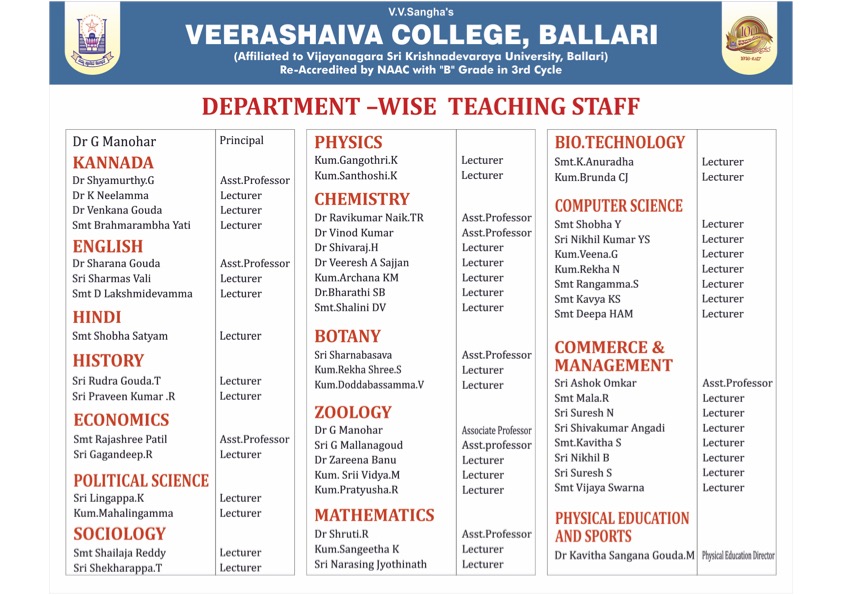 V.V.Sangha's
VEERASHAIVA COLLEGE, BALLARI
(Affiliated to Vijayanagara Sri Krishnadevaraya University, Ballari)
Re-Accredited by NAAC with "B" Grade in 3rd Cycle
DEPARTMENT –WISE TEACHING STAFF
Dr G Manohar Principal
KANNADA
Dr Shyamurthy.G Asst.Professor
Dr K Neelamma Lecturer
Dr Venkana Gouda Lecturer
Smt Brahmarambha Yati Lecturer
ENGLISH
Dr Sharana Gouda Asst.Professor
Sri Sharmas Vali Lecturer
Smt D Lakshmidevamma Lecturer
HINDI
Smt Shobha Satyam Lecturer
HISTORY
Sri Rudra Gouda.T Lecturer
Sri Praveen Kumar .R Lecturer
ECONOMICS
Smt Rajashree Patil Asst.Professor
Sri Gagandeep.R Lecturer
POLITICAL SCIENCE
Sri Lingappa.K Lecturer
Kum.Mahalingamma Lecturer
SOCIOLOGY
Smt Shailaja Reddy Lecturer
Sri Shekharappa.T Lecturer
PHYSICS
Kum.Gangothri.K Lecturer
Kum.Santhoshi.K Lecturer
CHEMISTRY
Dr Ravikumar Naik.TR Asst.Professor
Dr Vinod Kumar Asst.Professor
Dr Shivaraj.H Lecturer
Dr Veeresh A Sajjan Lecturer
Kum.Archana KM Lecturer
Dr.Bharathi SB Lecturer
Smt.Shalini DV Lecturer
BOTANY
Sri Sharnabasava Asst.Professor
Kum.Rekha Shree.S Lecturer
Kum.Doddabassamma.V Lecturer
ZOOLOGY
Dr G Manohar Associate Professor
Sri G Mallanagoud Asst.professor
Dr Zareena Banu Lecturer
Kum. Srii Vidya.M Lecturer
Kum.Pratyusha.R Lecturer
MATHEMATICS
Dr Shruti.R Asst.Professor
Kum.Sangeetha K Lecturer
Sri Narasing Jyothinath Lecturer
BIO.TECHNOLOGY
Smt.K.Anuradha Lecturer
Kum.Brunda CJ Lecturer
COMPUTER SCIENCE
Smt Shobha Y Lecturer
Sri Nikhil Kumar YS Lecturer
Kum.Veena.G Lecturer
Kum.Rekha N Lecturer
Smt Rangamma.S Lecturer
Smt Kavya KS Lecturer
Smt Deepa HAM Lecturer
COMMERCE &
MANAGEMENT
Sri Ashok Omkar Asst.Professor
Smt Mala.R Lecturer
Sri Suresh N Lecturer
Sri Shivakumar Angadi Lecturer
Smt.Kavitha S Lecturer
Sri Nikhil B Lecturer
Sri Suresh S Lecturer
Smt Vijaya Swarna Lecturer
PHYSICAL EDUCATION
AND SPORTS
Dr Kavitha Sangana Gouda.M Physical Education Director